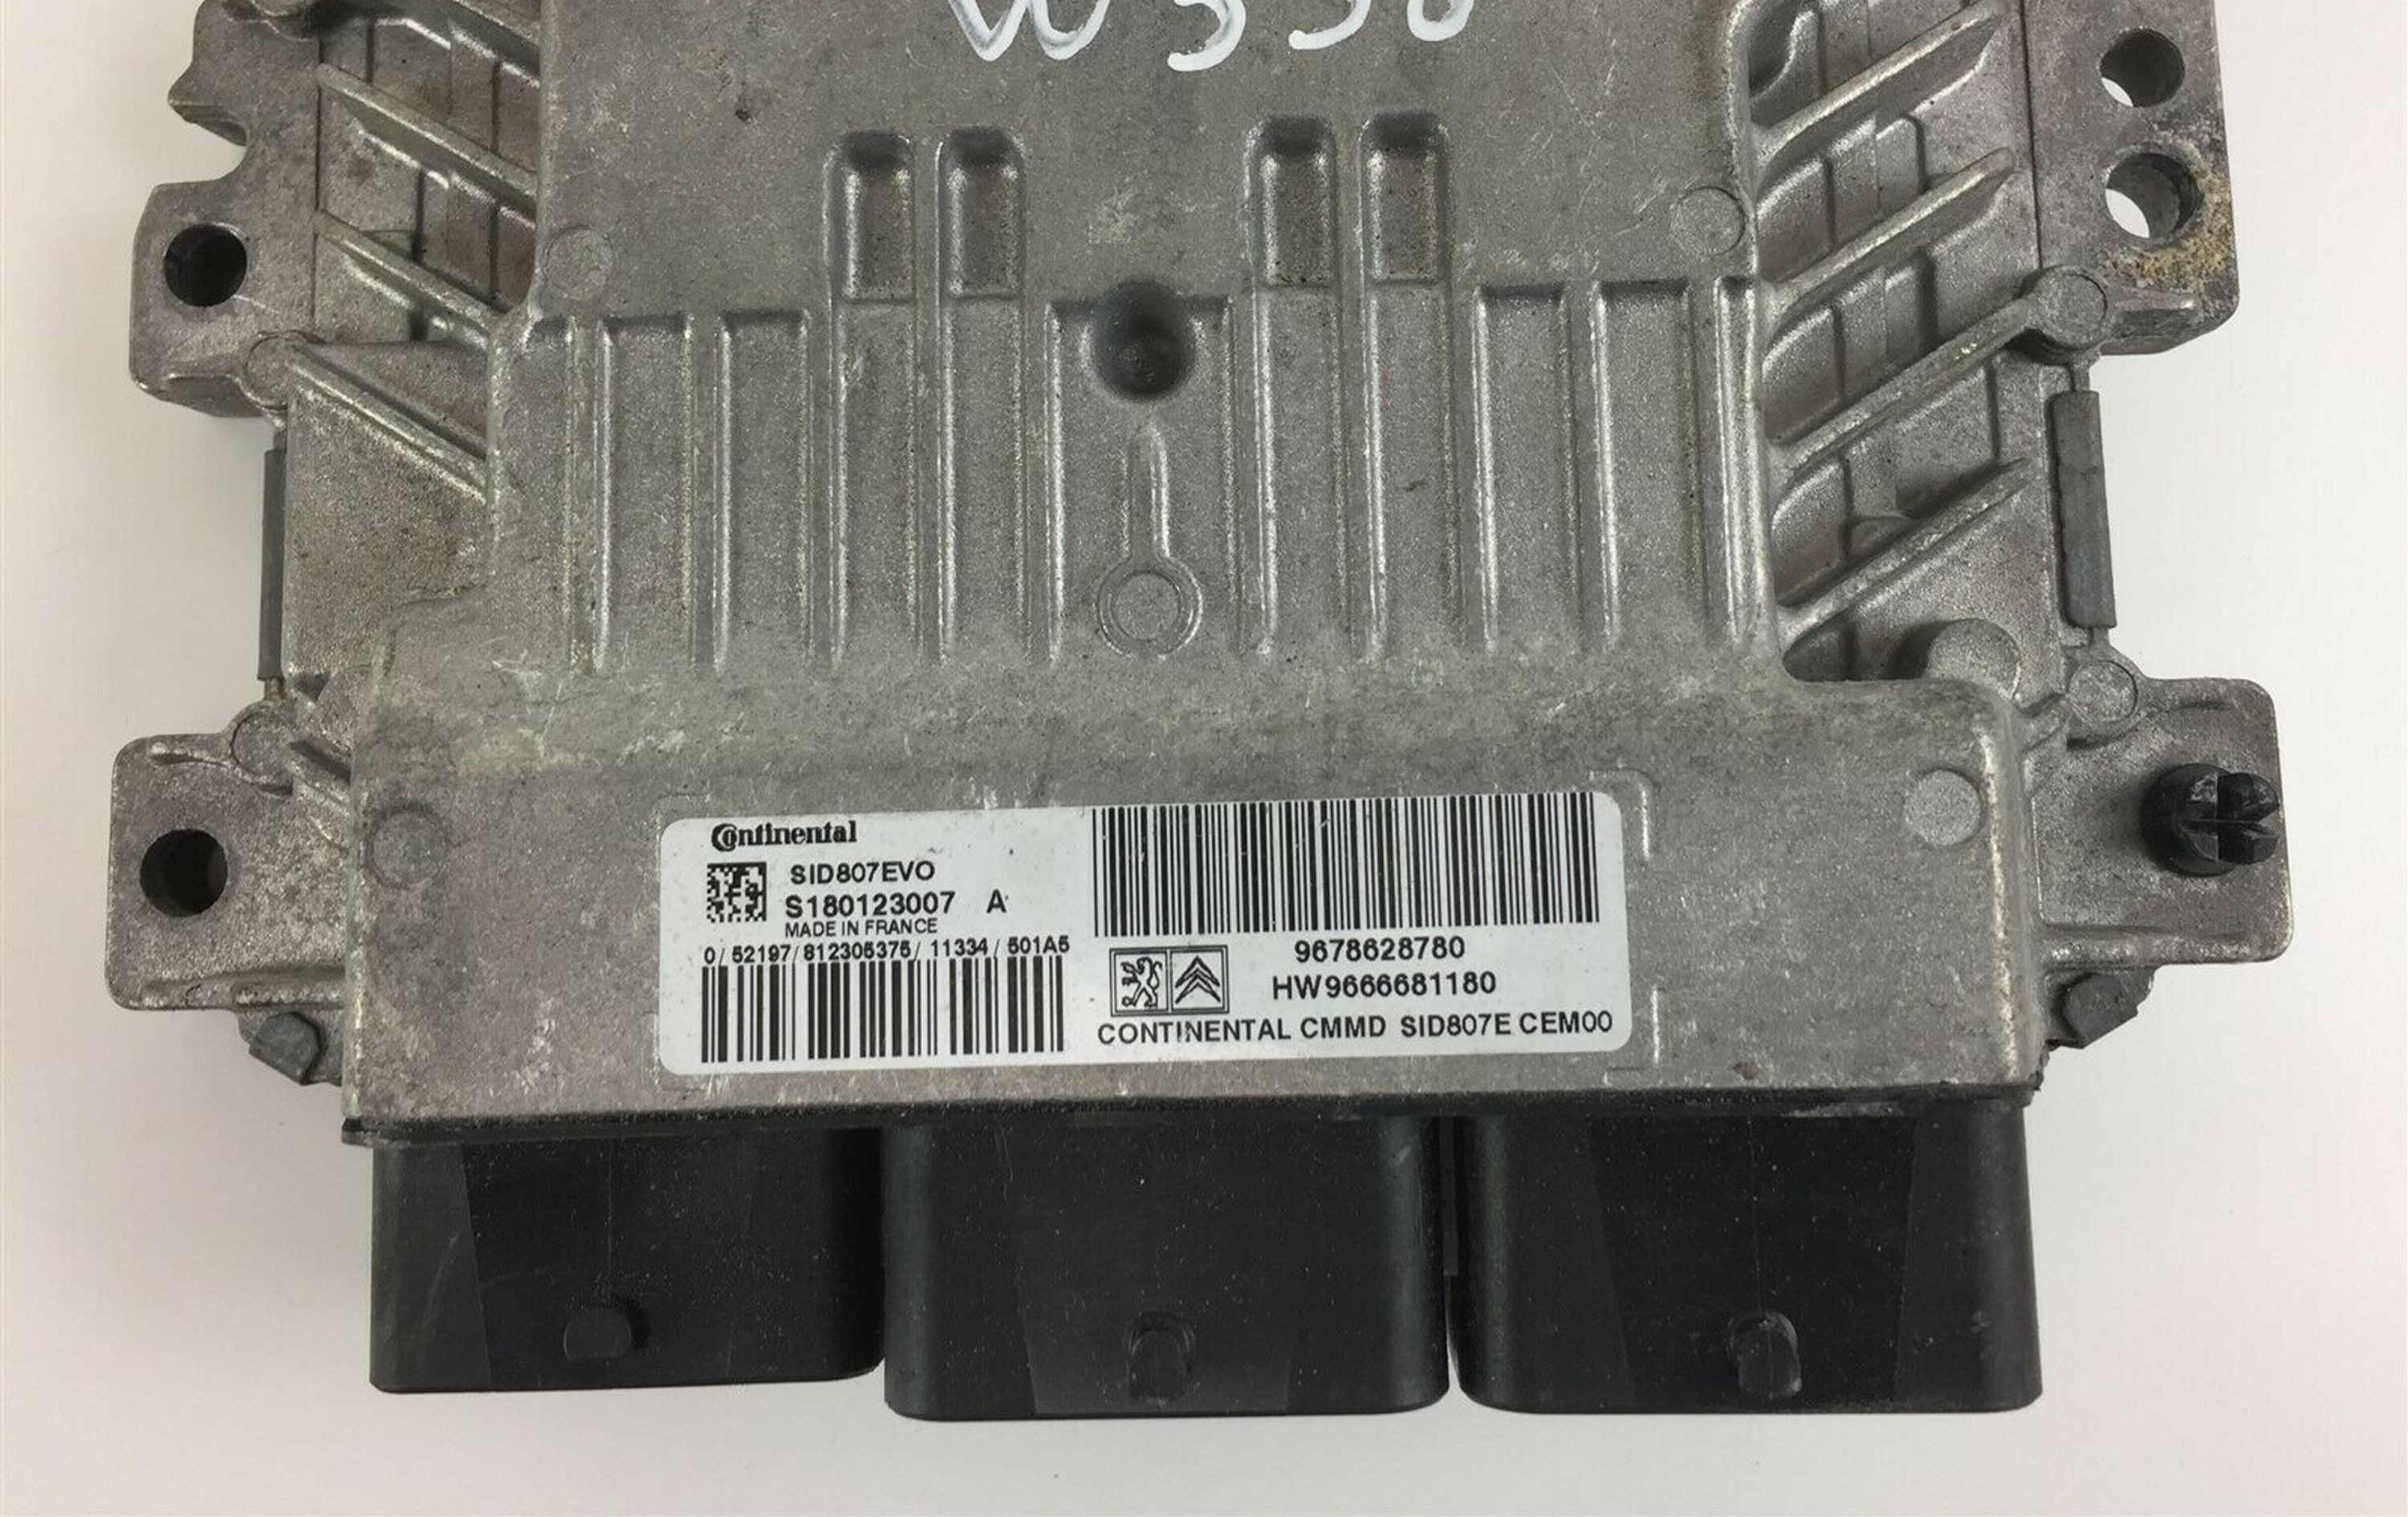 Continental
SID807EVO
S180123007 A
MADE IN FRANCE
0/ 52197/ 812305375/ 11334/ 501A5
9678628780
HW9666681180
CONTINENTAL CMMD SID807E CEM00